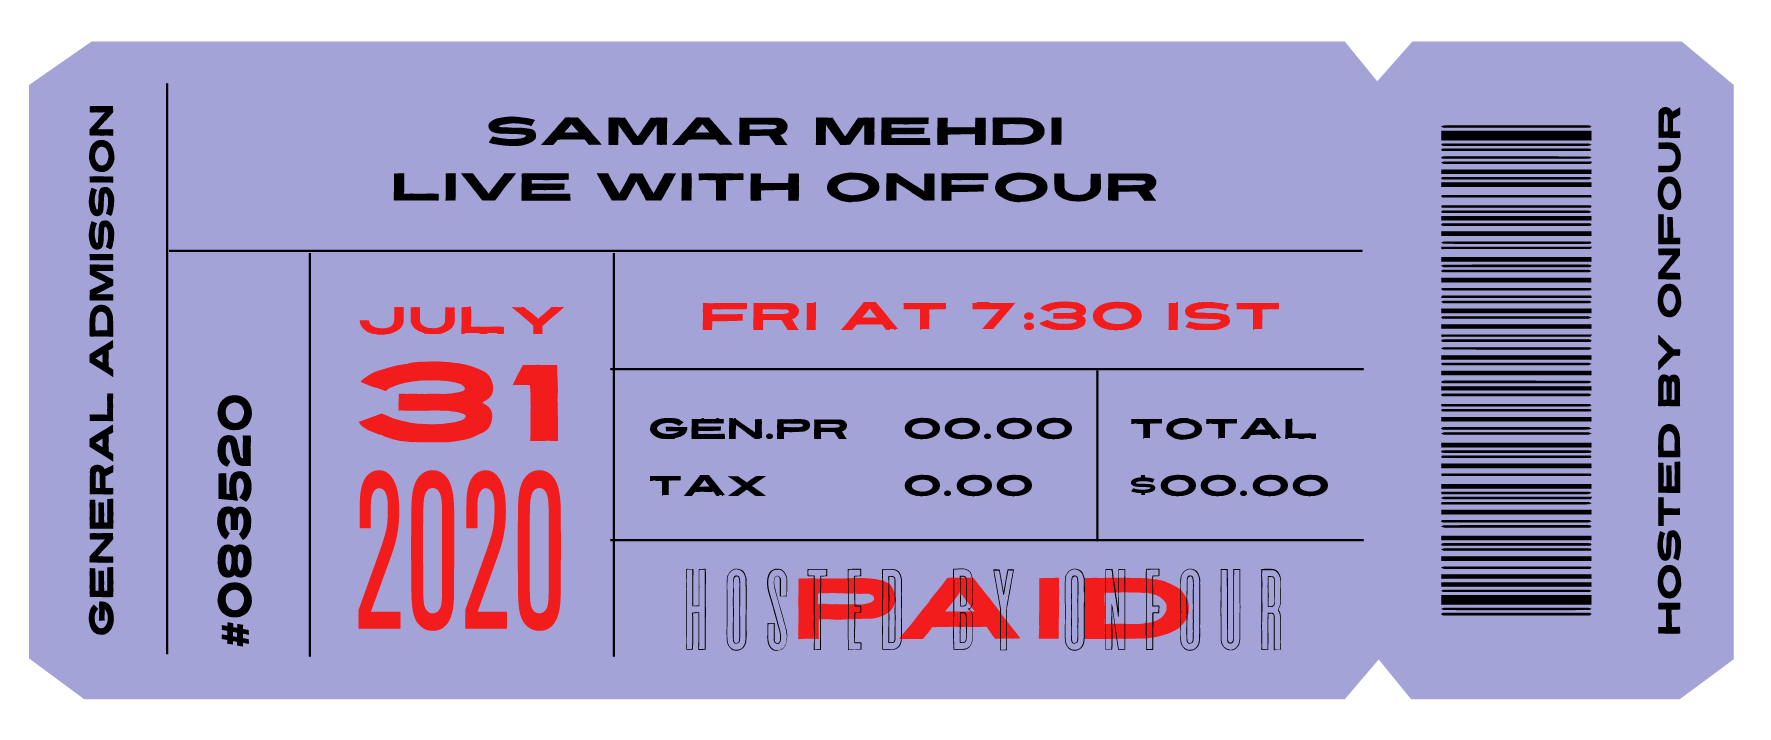 GENERAL ADMISSION
SAMAR MEHDI
LIVE WITH ONFOUR
#083520
JULY
31
2020
FRI AT 7:30 IST
GEN.PR 00.00
TAX 0.00
TOTAL
$00.00
HOSTED BY ONFOUR
PAID
HOSTED BY ONFOUR